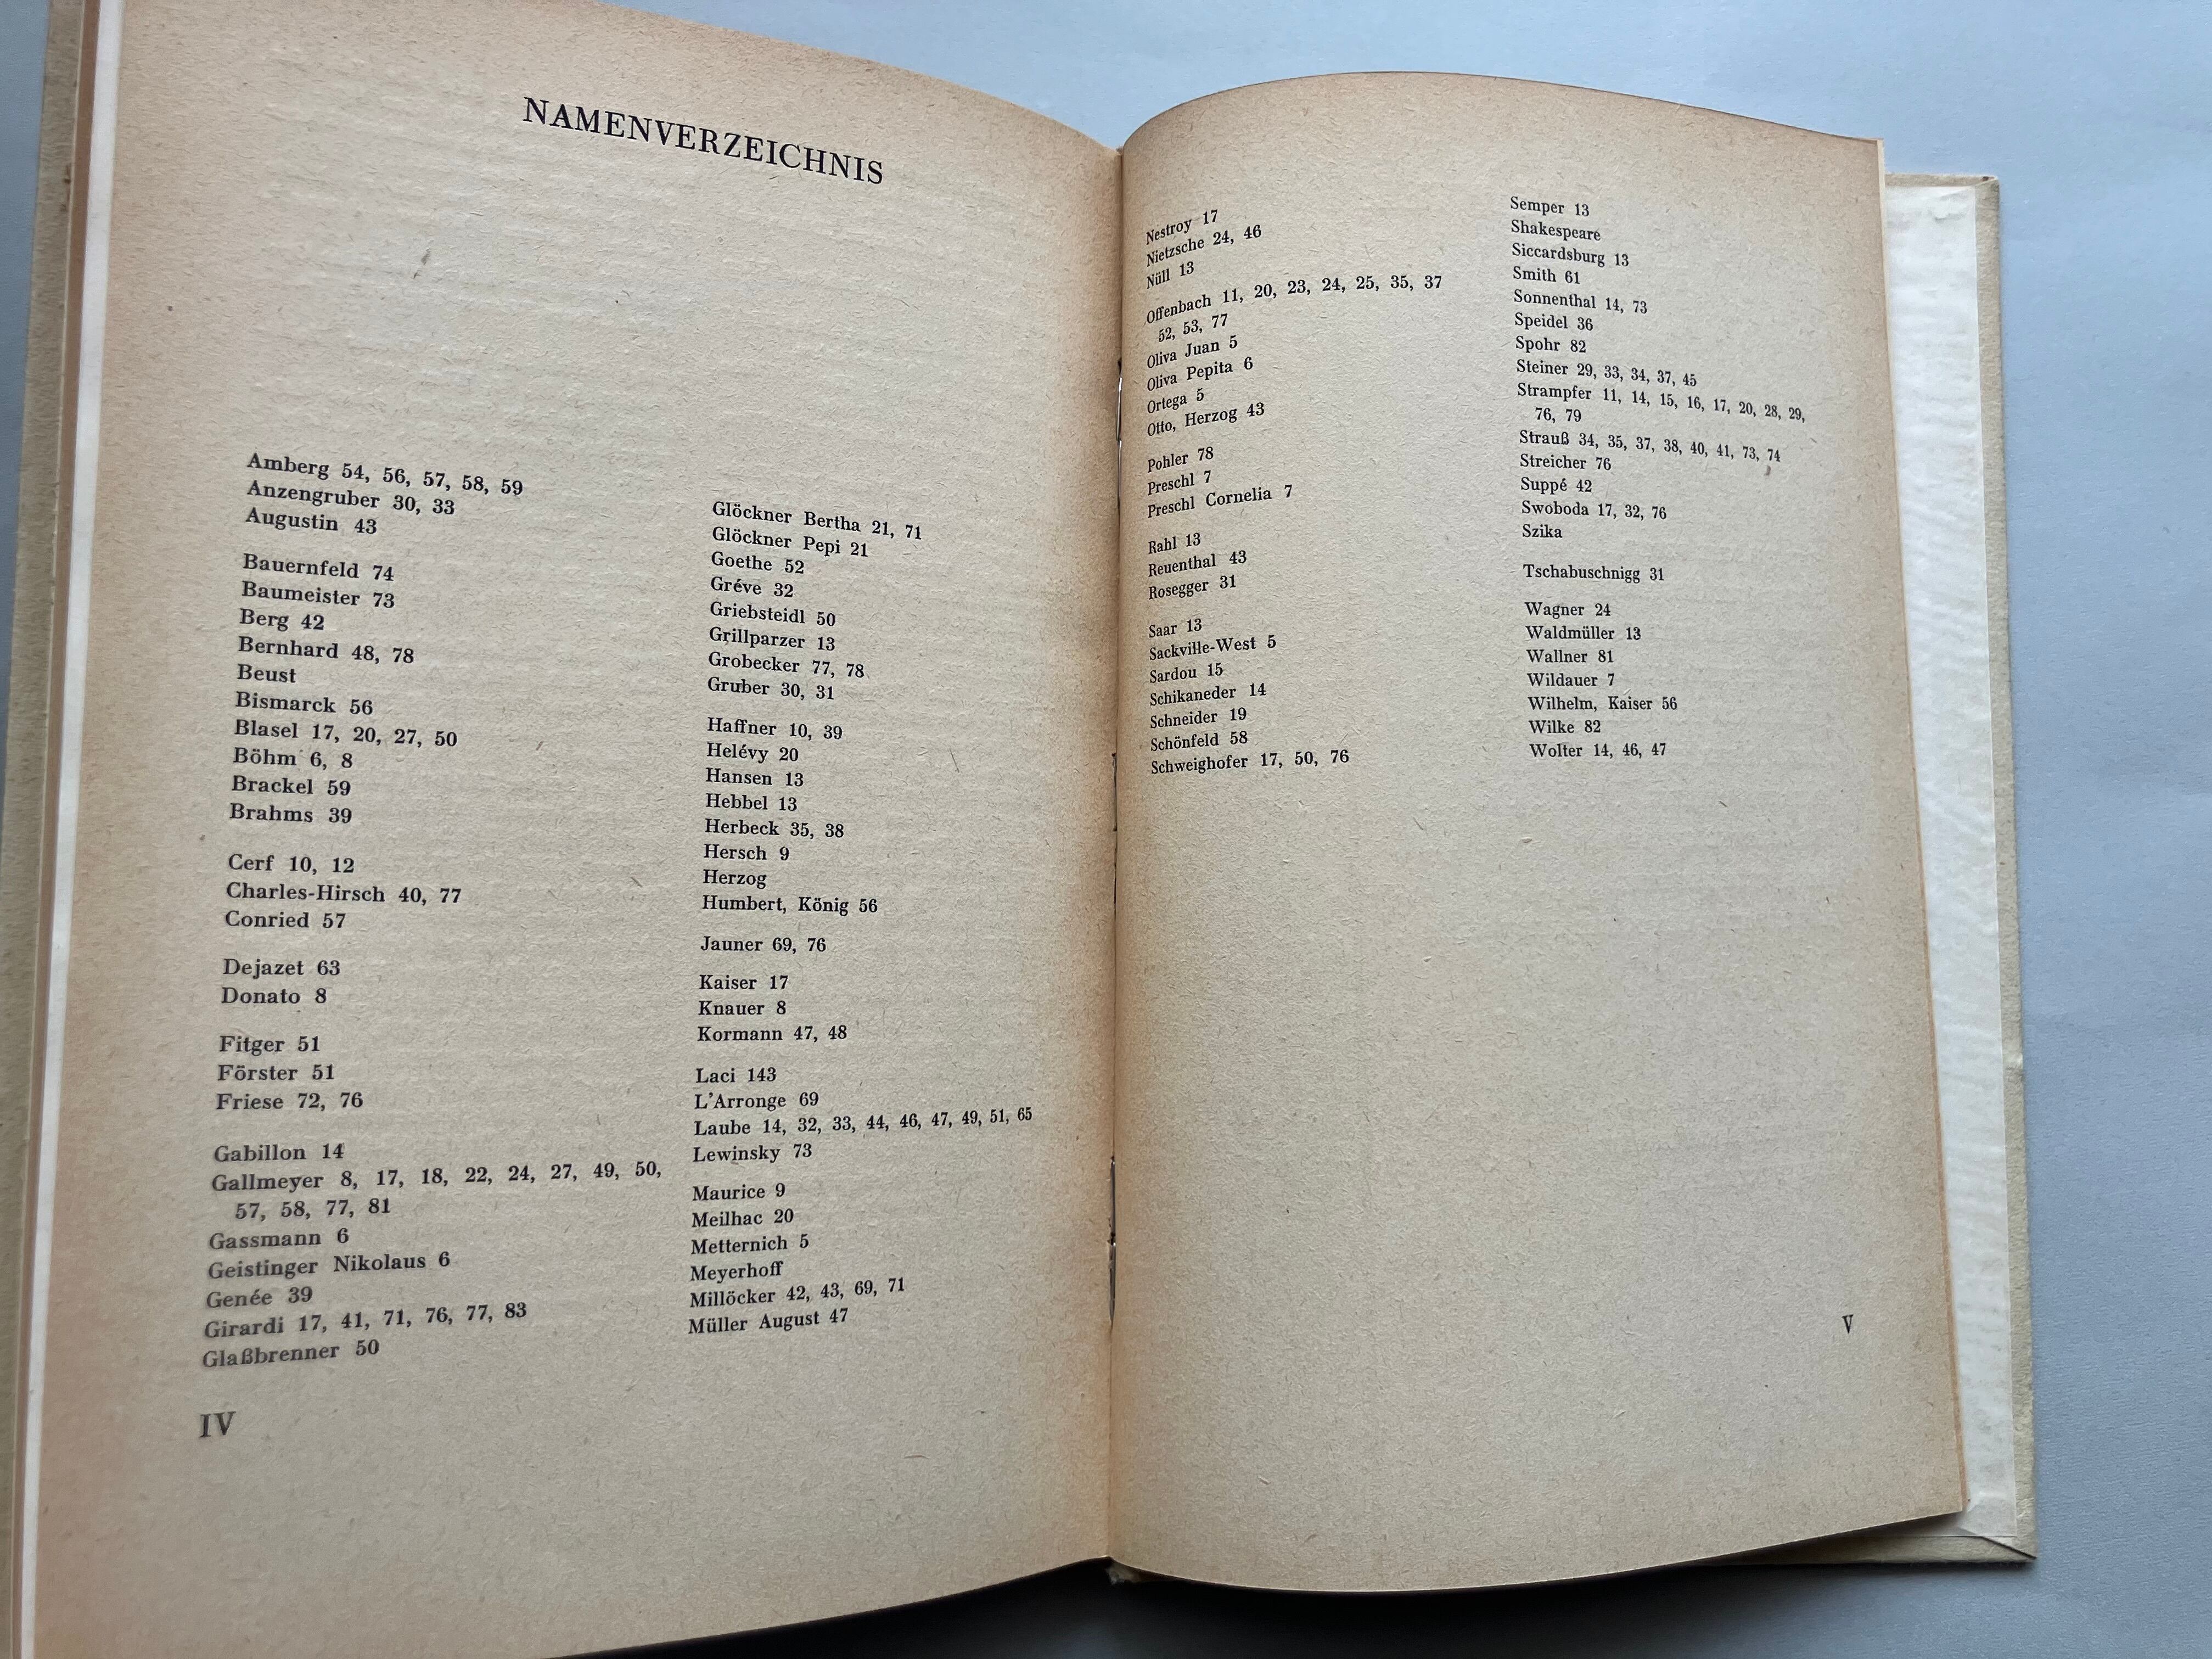 NAMENVERZEICHNIS
Amberg 54, 56, 57, 58, 59
Anzengruber 30, 33
Augustin 43
Bauernfeld 74
Baumeister 73
Berg 42
Bernhard 48, 78
Beust
Bismarck 56
Blasel 17, 20, 27, 50
Böhm 6, 8
Brackel 59
Brahms 39
Cerf 10, 12
Charles-Hirsch 40, 77
Conried 57
Dejazet 63
Donato 8
Fitger 51
Förster 51
Friese 72, 76
Gabillon 14
Gallmeyer 8, 17, 18, 22, 24, 27, 49, 50,
57, 58, 77, 81
Gassmann 6
Geistinger Nikolaus 6
Genée 39
Girardi 17, 41, 71, 76, 77, 83
Glaßbrenner 50
Glöckner Bertha 21, 71
Glöckner Pepi 21
Goethe 52
Gréve 32
Griebsteidl 50
Grillparzer 13
Grobecker 77, 78
Gruber 30, 31
Haffner 10, 39
Helévy 20
Hansen 13
Hebbel 13
Herbeck 35, 38
Hersch 9
Herzog
Humbert, König 56
Jauner 69, 76
Kaiser 17
Knauer 8
Kormann 47, 48
Laci 143
L'Arronge 69
Laube 14, 32, 33, 44, 46, 47, 49, 51, 65
Lewinsky 73
Maurice 9
Meilhac 20
Metternich 5
Meyerhoff
Millöcker 42, 43, 69, 71
Müller August 47
IV
Nestroy 17
Nietzsche 24, 46
Nüll 13
Offenbach 11, 20, 23, 24, 25, 35, 37
52, 53, 77
Oliva Juan 5
Oliva Pepita 6
Ortega 5
Otto, Herzog 43
Pohler 78
Preschl 7
Preschl Cornelia 7
Rahl 13
Reuenthal 43
Rosegger 31
Saar 13
Sackville-West 5
Sardou 15
Schikaneder 14
Schneider 19
Schönfeld 58
Schweighofer 17, 50, 76
Semper 13
Shakespeare
Siccardsburg 13
Smith 61
Sonnenthal 14, 73
Speidel 36
Spohr 82
Steiner 29, 33, 34, 37, 45
Strampfer 11, 14, 15, 16, 17, 20, 28, 29,
76, 79
Strauß 34, 35, 37, 38, 40, 41, 73, 74
Streicher 76
Suppé 42
Swoboda 17, 32, 76
Szika
Tschabuschnigg 31
Wagner 24
Waldmüller 13
Wallner 81
Wildauer 7
Wilhelm, Kaiser 56
Wilke 82
Wolter 14, 46, 47
V